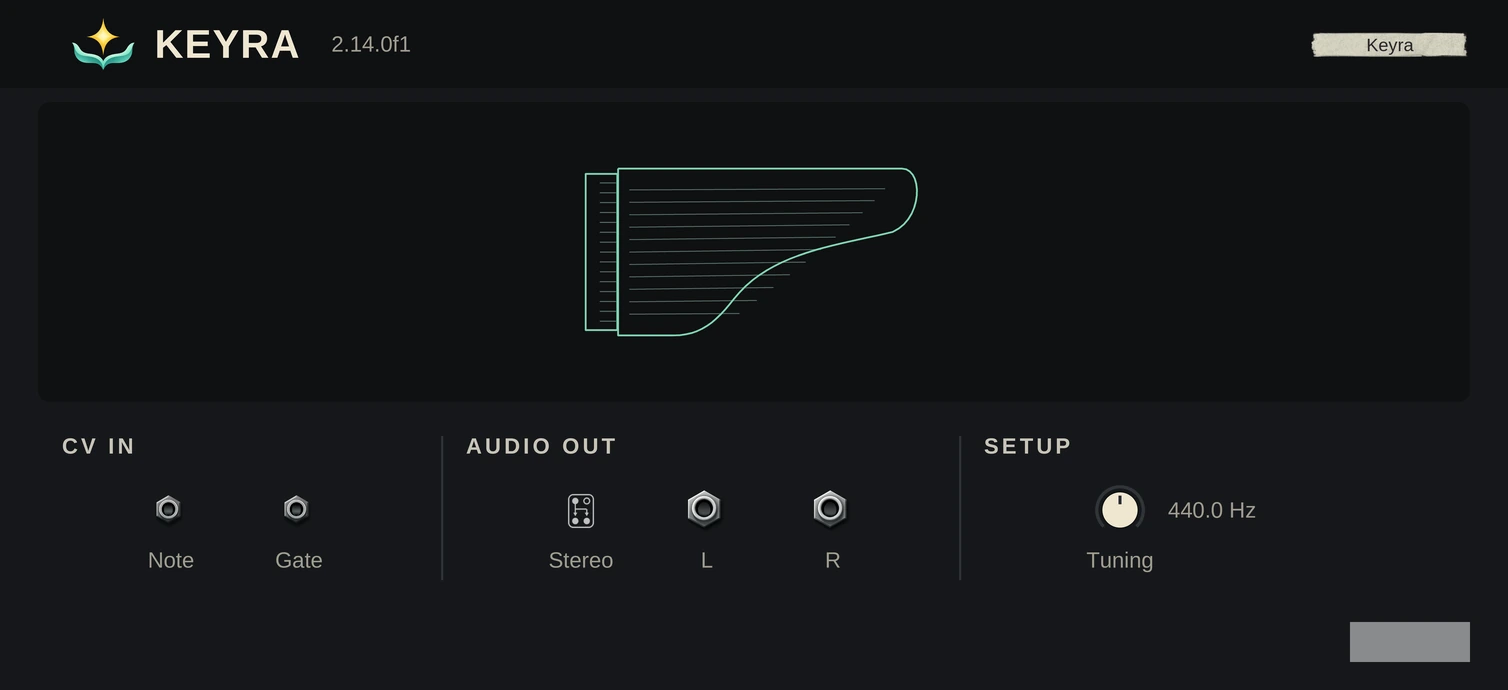 KEYRA 2.14.0f1
Keyra
CV IN
Note
Gate
AUDIO OUT
Stereo
L
R
SETUP
440.0 Hz
Tuning